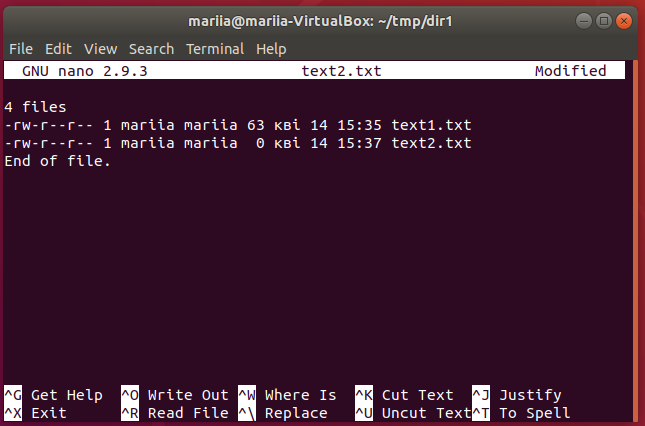 mariia@mariia-VirtualBox: ~/tmp/dir1
File Edit View Search Terminal Help
GNU nano 2.9.3 text2.txt Modified
4 files
-rw-r--r-- 1 mariia mariia 63 кві 14 15:35 text1.txt
-rw-r--r-- 1 mariia mariia  0 кві 14 15:37 text2.txt
End of file.
^G Get Help ^O Write Out ^W Where Is ^K Cut Text ^J Justify
^X Exit ^R Read File ^\ Replace ^U Uncut Text ^T To Spell